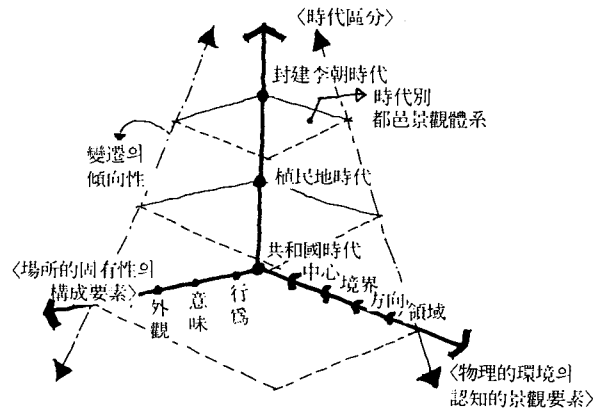 〈時代區分〉
封建李朝時代
時代別
都邑景觀體系
變遷의
傾向性
植民地時代
共和國時代
〈場所的固有性의
構成要素〉
中心
境界
方向
領域
行爲
意味
外觀
〈物理的環境의
認知的景觀要素〉